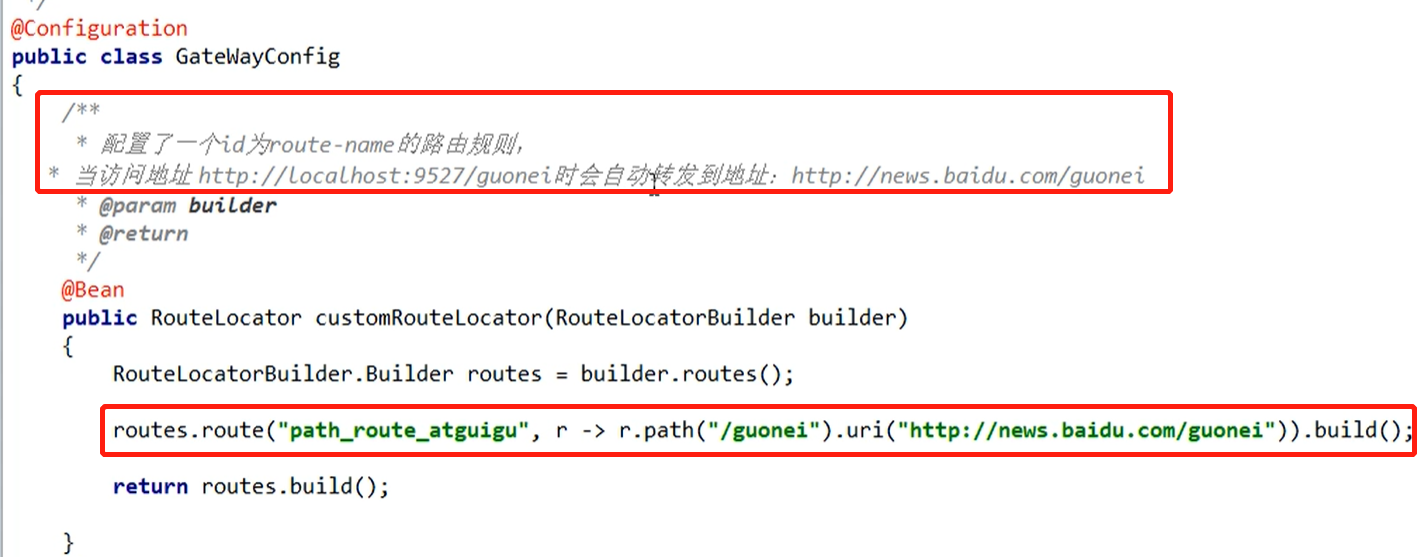 */
@Configuration
public class GateWayConfig
{
/**
* 配置了一个id为route-name的路由规则，
* 当访问地址 http://localhost:9527/guonei时会自动转发到地址：http://news.baidu.com/guonei
* @param builder
* @return
*/
@Bean
public RouteLocator customRouteLocator(RouteLocatorBuilder builder)
{
RouteLocatorBuilder.Builder routes = builder.routes();
routes.route("path_route_atguigu", r -> r.path("/guonei").uri("http://news.baidu.com/guonei")).build();
return routes.build();
}